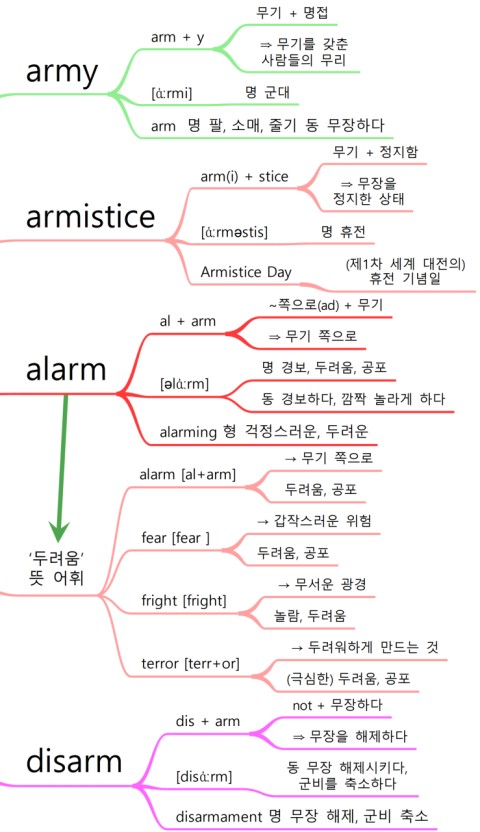 army
arm + y
무기 + 명접
⇒ 무기를 갖춘
사람들의 무리
[ɑ́:rmi]
명 군대
arm 명 팔, 소매, 줄기 동 무장하다
armistice
arm(i) + stice
무기 + 정지함
⇒ 무장을
정지한 상태
[ɑ́:rməstis]
명 휴전
Armistice Day
(제1차 세계 대전의)
휴전 기념일
alarm
al + arm
~쪽으로(ad) + 무기
⇒ 무기 쪽으로
[əlɑ́:rm]
명 경보, 두려움, 공포
동 경보하다, 깜짝 놀라게 하다
alarming 형 걱정스러운, 두려운
'두려움'
뜻 어휘
alarm [al+arm]
→ 무기 쪽으로
두려움, 공포
fear [fear ]
→ 갑작스러운 위험
두려움, 공포
fright [fright]
→ 무서운 광경
놀람, 두려움
terror [terr+or]
→ 두려워하게 만드는 것
(극심한) 두려움, 공포
disarm
dis + arm
not + 무장하다
⇒ 무장을 해제하다
[disɑ́:rm]
동 무장 해제시키다,
군비를 축소하다
disarmament 명 무장 해제, 군비 축소